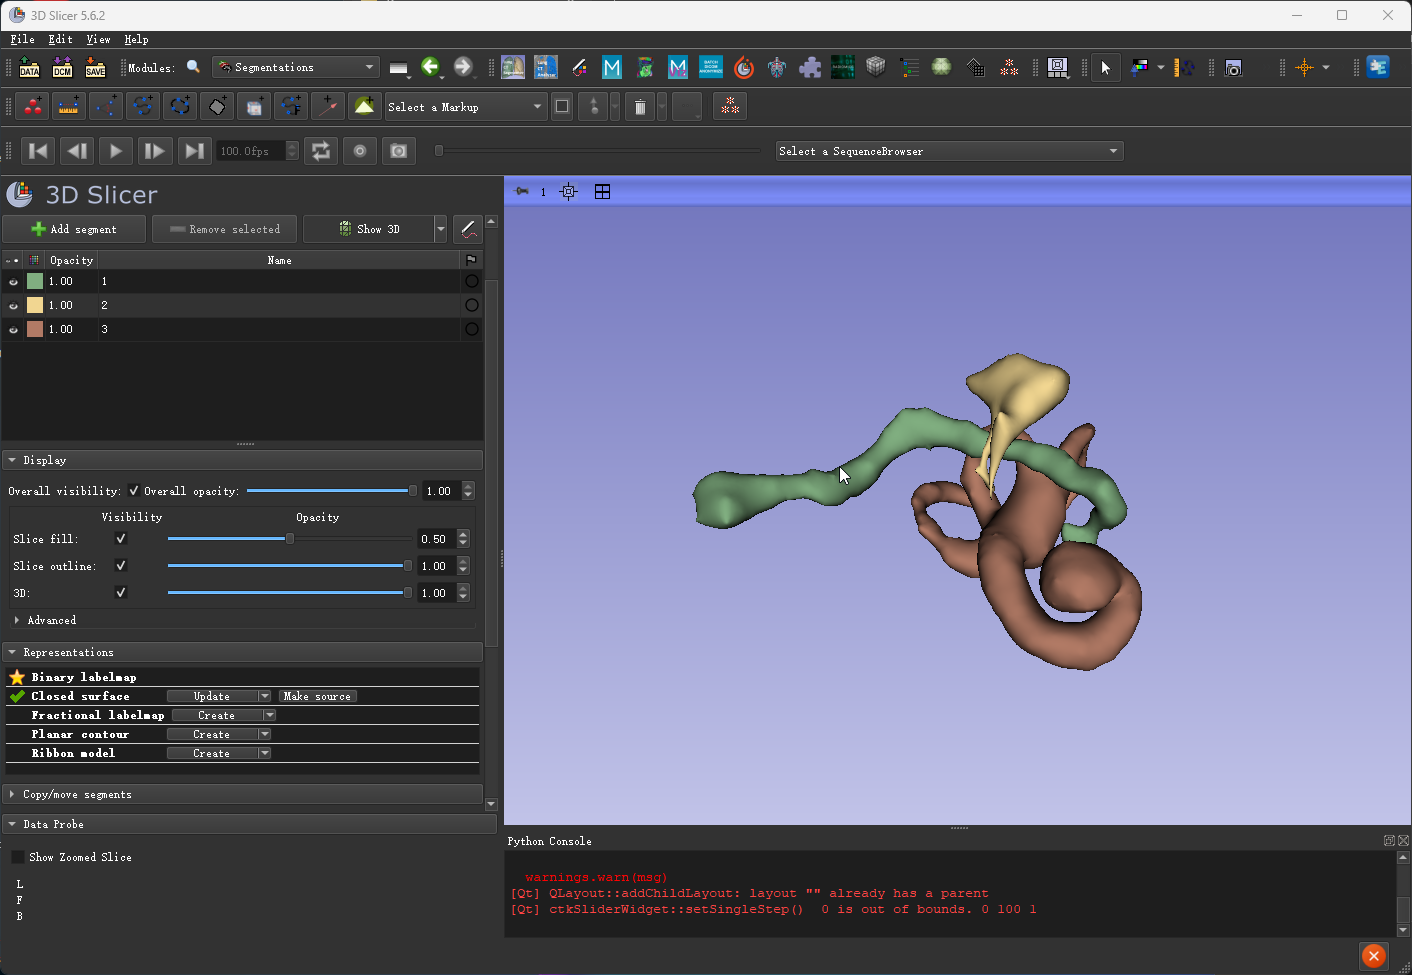 3D Slicer 5.6.2
File Edit View Help
DATA DCM SAVE Modules: Segmentations
Select a Markup
100.0fps Select a SequenceBrowser
3D Slicer
1
Add segment Remove selected Show 3D
Opacity Name
1.00 1
1.00 2
1.00 3
Display
Overall visibility: Overall opacity: 1.00
Visibility Opacity
Slice fill: 0.50
Slice outline: 1.00
3D: 1.00
Advanced
Representations
Binary labelmap
Closed surface Update Make source
Fractional labelmap Create
Planar contour Create
Ribbon model Create
Copy/move segments
Data Probe
Show Zoomed Slice
L
F
B
Python Console
warnings.warn(msg)
[Qt] QLayout::addChildLayout: layout "" already has a parent
[Qt] ctkSliderWidget::setSingleStep() 0 is out of bounds. 0 100 1